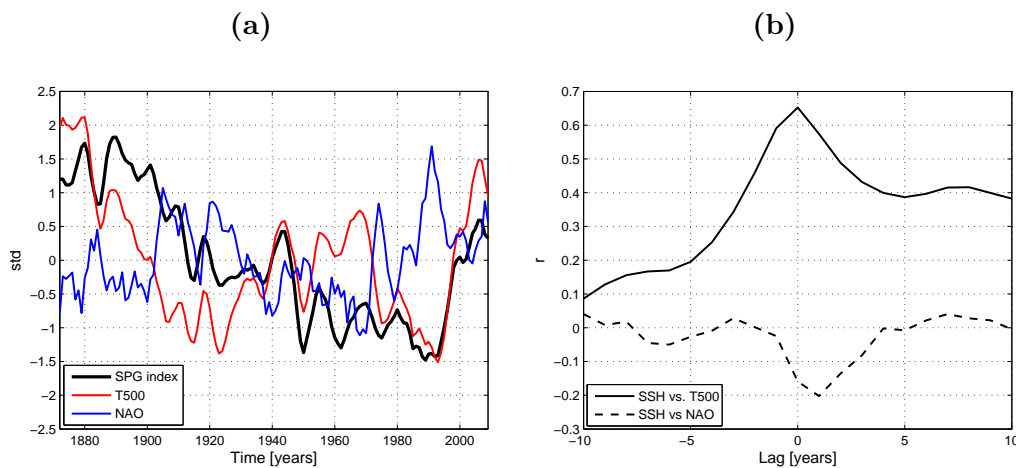 (a)
2.5
2
1.5
1
0.5
0
−0.5
−1
−1.5
−2
−2.5
std
1880 1900 1920 1940 1960 1980 2000
Time [years]
SPG index
T500
NAO
(b)
0.7
0.6
0.5
0.4
0.3
0.2
0.1
0
−0.1
−0.2
−0.3
r
−10 −5 0 5 10
Lag [years]
SSH vs. T500
SSH vs NAO